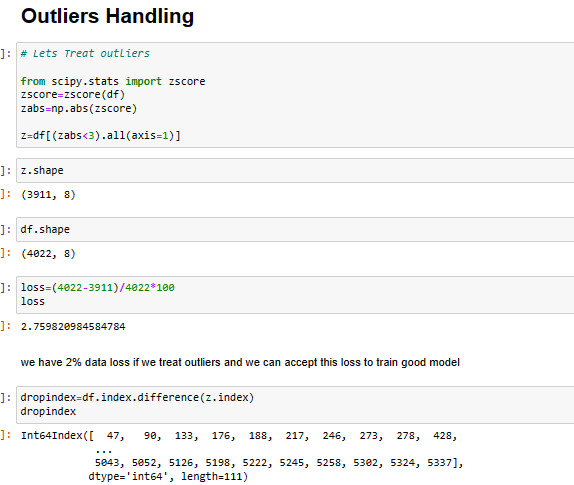 Outliers Handling
]: # Lets Treat outliers
from scipy.stats import zscore
zscore=zscore(df)
zabs=np.abs(zscore)
z=df[(zabs<3).all(axis=1)]
]: z.shape
]: (3911, 8)
]: df.shape
]: (4022, 8)
]: loss=(4022-3911)/4022*100
loss
]: 2.759820984584784
we have 2% data loss if we treat outliers and we can accept this loss to train good model
]: dropindex=df.index.difference(z.index)
dropindex
]: Int64Index([ 47, 90, 133, 176, 188, 217, 246, 273, 278, 428,
...
5043, 5052, 5126, 5198, 5222, 5245, 5258, 5302, 5324, 5337],
dtype='int64', length=111)